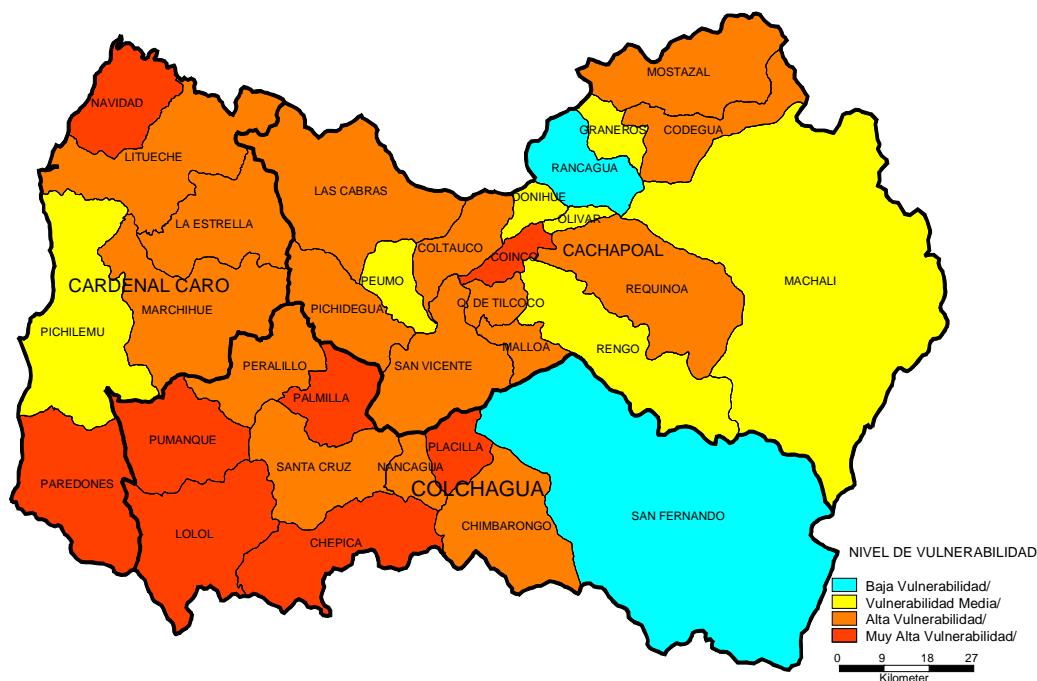 MOSTAZAL
NAVIDAD
GRANEROS
CODEGUA
LITUECHE
RANCAGUA
LAS CABRAS
DONIHUE
OLIVAR
LA ESTRELLA
COLTAUCO
COINCO
CACHAPOAL
PEUMO
MACHALI
CARDENAL CARO
REQUINOA
Q. DE TILCOCO
MARCHIHUE
PICHIDEGUA
PICHILEMU
MALLOA
RENGO
PERALILLO
SAN VICENTE
PALMILLA
PUMANQUE
PLACILLA
SANTA CRUZ
NANCAGUA
PAREDONES
COLCHAGUA
SAN FERNANDO
CHIMBARONGO
LOLOL
CHEPICA
NIVEL DE VULNERABILIDAD
Baja Vulnerabilidad/
Vulnerabilidad Media/
Alta Vulnerabilidad/
Muy Alta Vulnerabilidad/
0 9 18 27
Kilometer